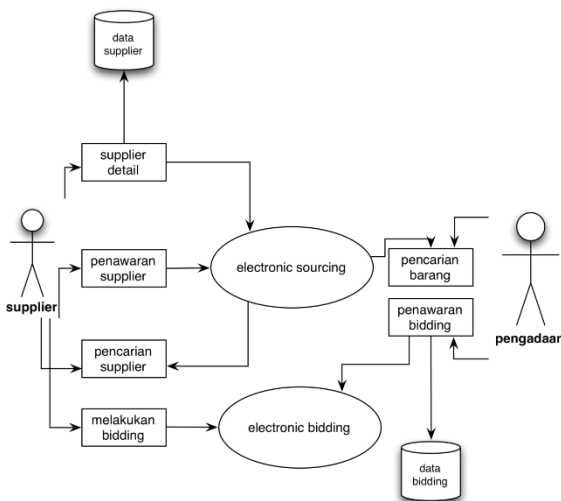 data
supplier
supplier
detail
penawaran
supplier
electronic sourcing
pencarian
barang
supplier
penawaran
bidding
pengadaan
pencarian
supplier
melakukan
bidding
electronic bidding
data
bidding